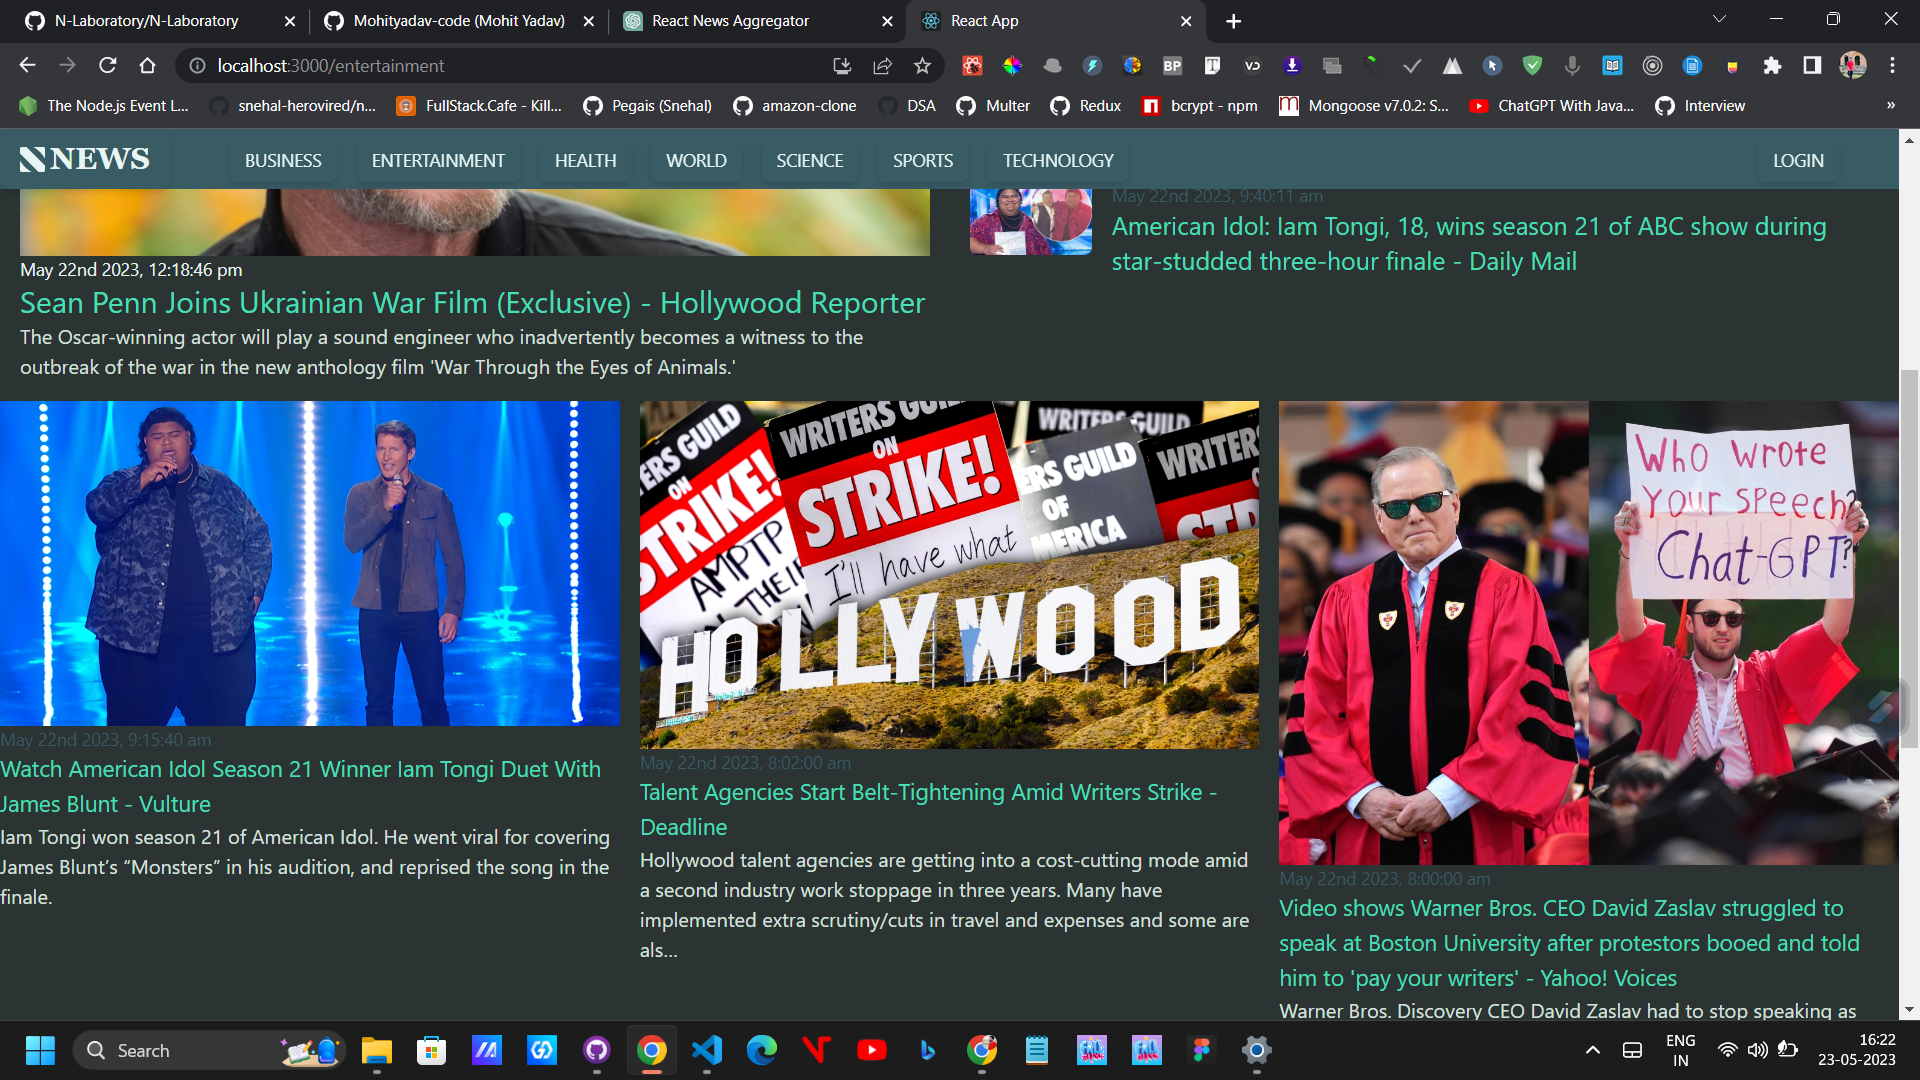 N-Laboratory/N-Laboratory
Mohityadav-code (Mohit Yadav)
React News Aggregator
React App
localhost:3000/entertainment
BP
The Node.js Event L...
snehal-herovired/n...
FullStack.Cafe - Kill...
Pegais (Snehal)
amazon-clone
DSA
Multer
Redux
bcrypt - npm
Mongoose v7.0.2: S...
ChatGPT With Java...
Interview
»
NEWS
BUSINESS
ENTERTAINMENT
HEALTH
WORLD
SCIENCE
SPORTS
TECHNOLOGY
LOGIN
May 22nd 2023, 12:18:46 pm
Sean Penn Joins Ukrainian War Film (Exclusive) - Hollywood Reporter
The Oscar-winning actor will play a sound engineer who inadvertently becomes a witness to the
outbreak of the war in the new anthology film 'War Through the Eyes of Animals.'
May 22nd 2023, 9:40:11 am
American Idol: Iam Tongi, 18, wins season 21 of ABC show during
star-studded three-hour finale - Daily Mail
May 22nd 2023, 9:15:40 am
Watch American Idol Season 21 Winner Iam Tongi Duet With
James Blunt - Vulture
Iam Tongi won season 21 of American Idol. He went viral for covering
James Blunt’s “Monsters” in his audition, and reprised the song in the
finale.
ERS GUILD
ON
STRIKE!
AMPTP
THEIR
WRITERS GUILD
ON
STRIKE!
I'll have what
WRITERS GUILD
ERS GUILD
OF
MERICA
WRITER
HOLLYWOOD
May 22nd 2023, 8:02:00 am
Talent Agencies Start Belt-Tightening Amid Writers Strike -
Deadline
Hollywood talent agencies are getting into a cost-cutting mode amid
a second industry work stoppage in three years. Many have
implemented extra scrutiny/cuts in travel and expenses and some are
als...
Who wrote
Your speech?
Chat-GPT?
May 22nd 2023, 8:00:00 am
Video shows Warner Bros. CEO David Zaslav struggled to
speak at Boston University after protestors booed and told
him to 'pay your writers' - Yahoo! Voices
Warner Bros. Discovery CEO David Zaslav had to stop speaking as
Search
ENG
IN
16:22
23-05-2023